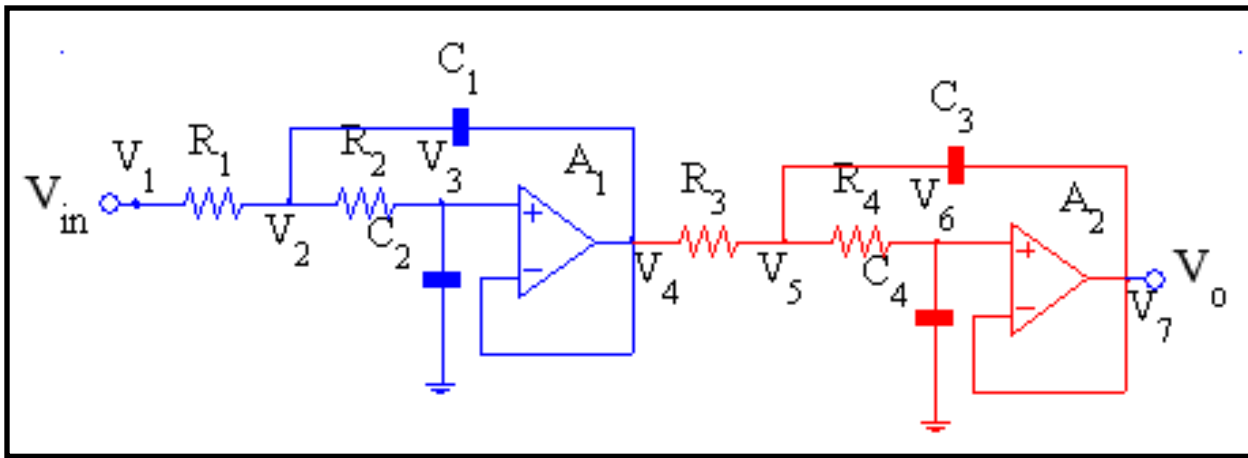 C1
C3
V1
R1
R2
V3
A1
R3
R4
V6
A2
Vin
V2
C2
V4
V5
C4
V7
Vo
+
−
+
−